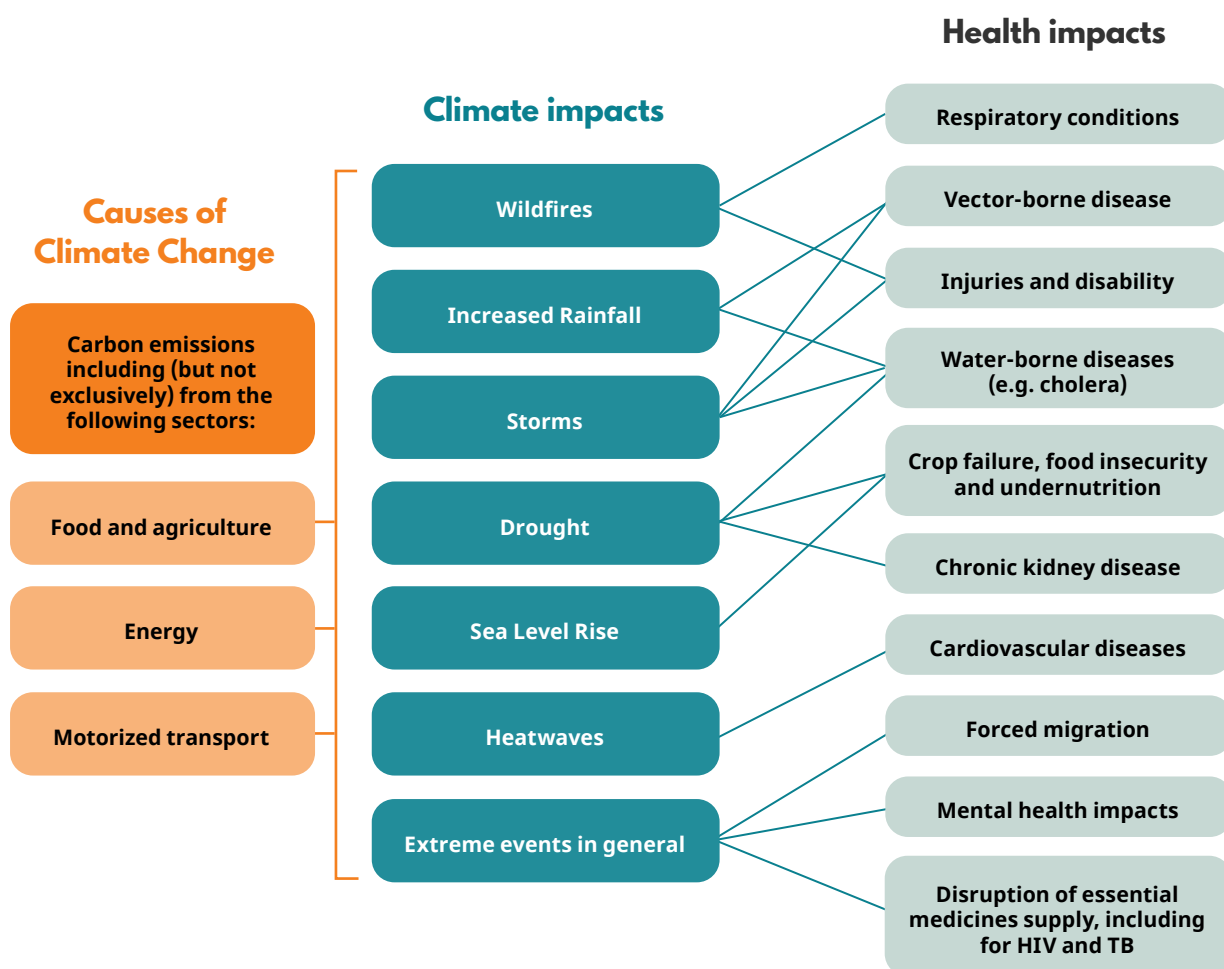 Health impacts
Climate impacts
Causes of
Climate Change
Carbon emissions
including (but not
exclusively) from the
following sectors:
Food and agriculture
Energy
Motorized transport
Wildfires
Increased Rainfall
Storms
Drought
Sea Level Rise
Heatwaves
Extreme events in general
Respiratory conditions
Vector-borne disease
Injuries and disability
Water-borne diseases
(e.g. cholera)
Crop failure, food insecurity
and undernutrition
Chronic kidney disease
Cardiovascular diseases
Forced migration
Mental health impacts
Disruption of essential
medicines supply, including
for HIV and TB